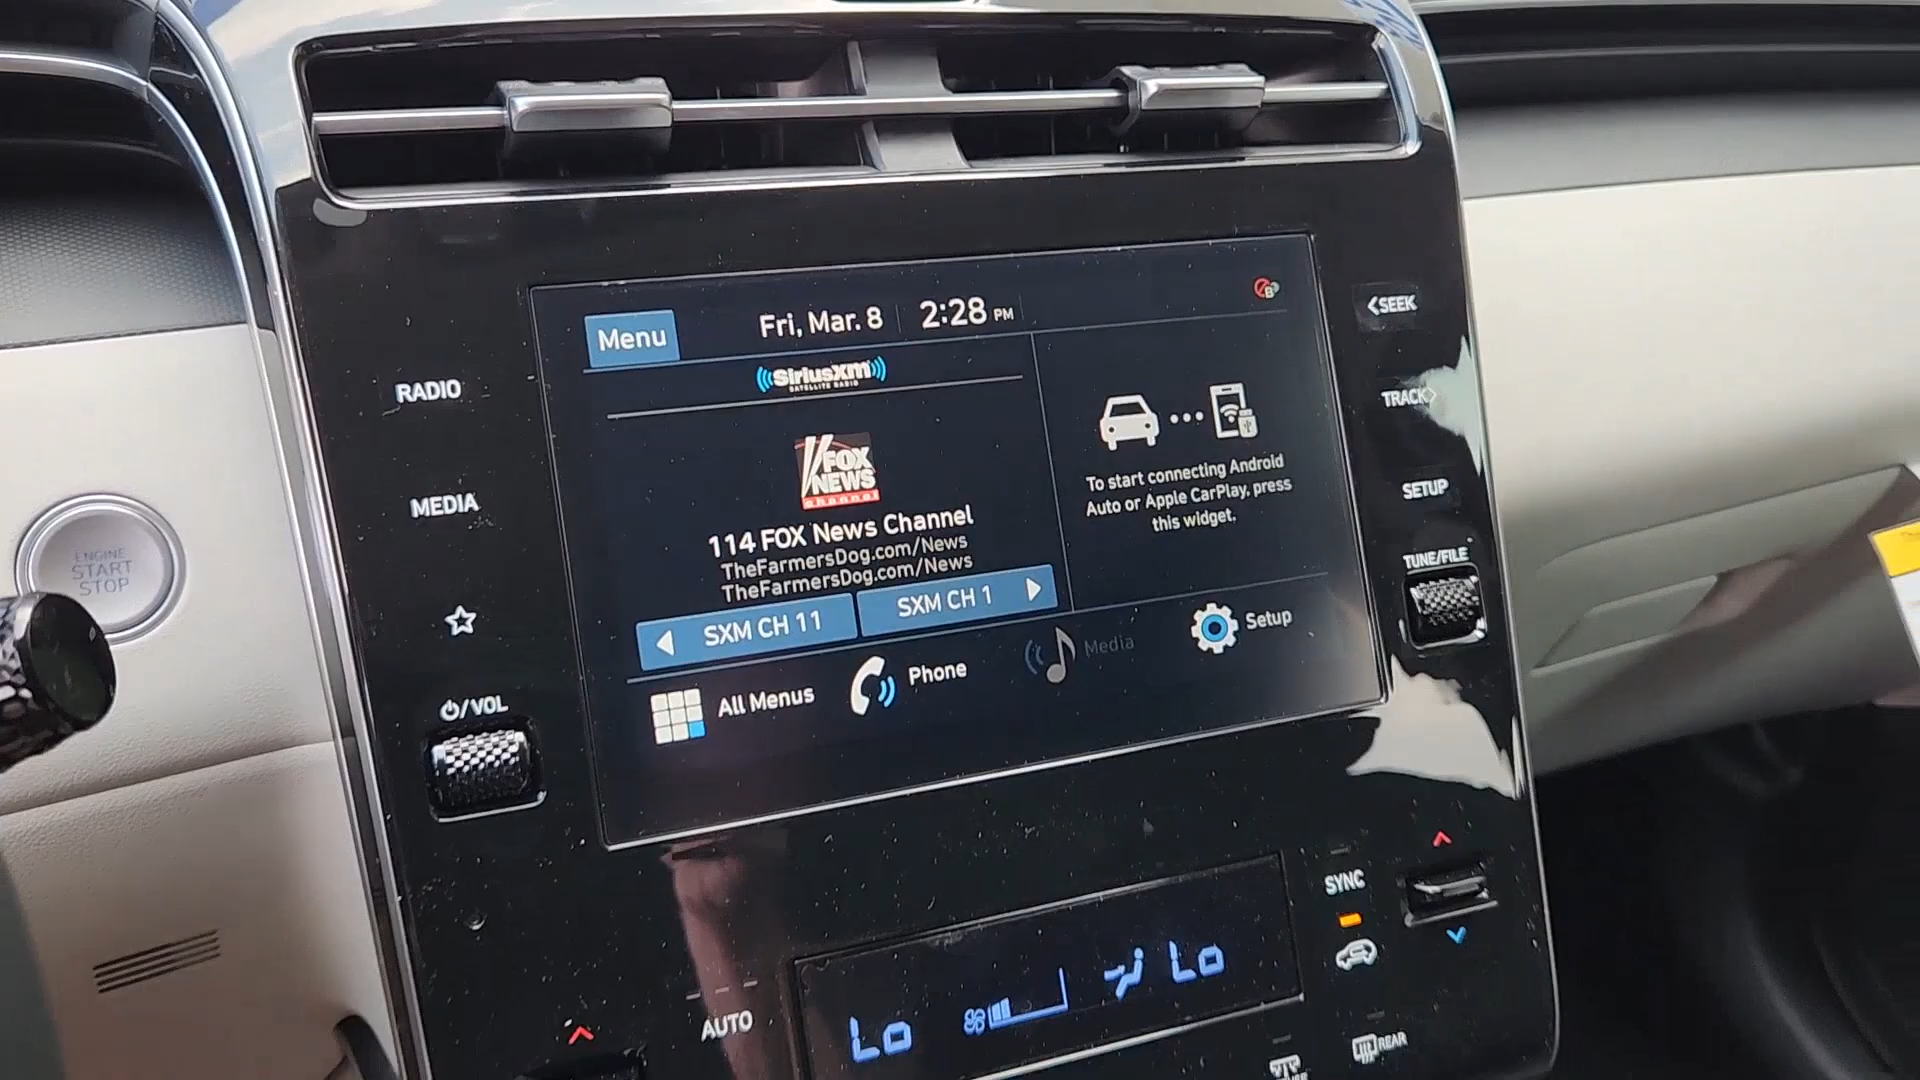 Menu
Fri, Mar. 8
2:28 PM
SiriusXM
SATELLITE RADIO
FOX
NEWS
channel
114 FOX News Channel
TheFarmersDog.com/News
TheFarmersDog.com/News
SXM CH 11
SXM CH 1
To start connecting Android
Auto or Apple CarPlay, press
this widget.
All Menus
Phone
Media
Setup
RADIO
MEDIA
/VOL
SEEK
TRACK
SETUP
TUNE/FILE
ENGINE
START
STOP
SYNC
AUTO
Lo
Lo
REAR